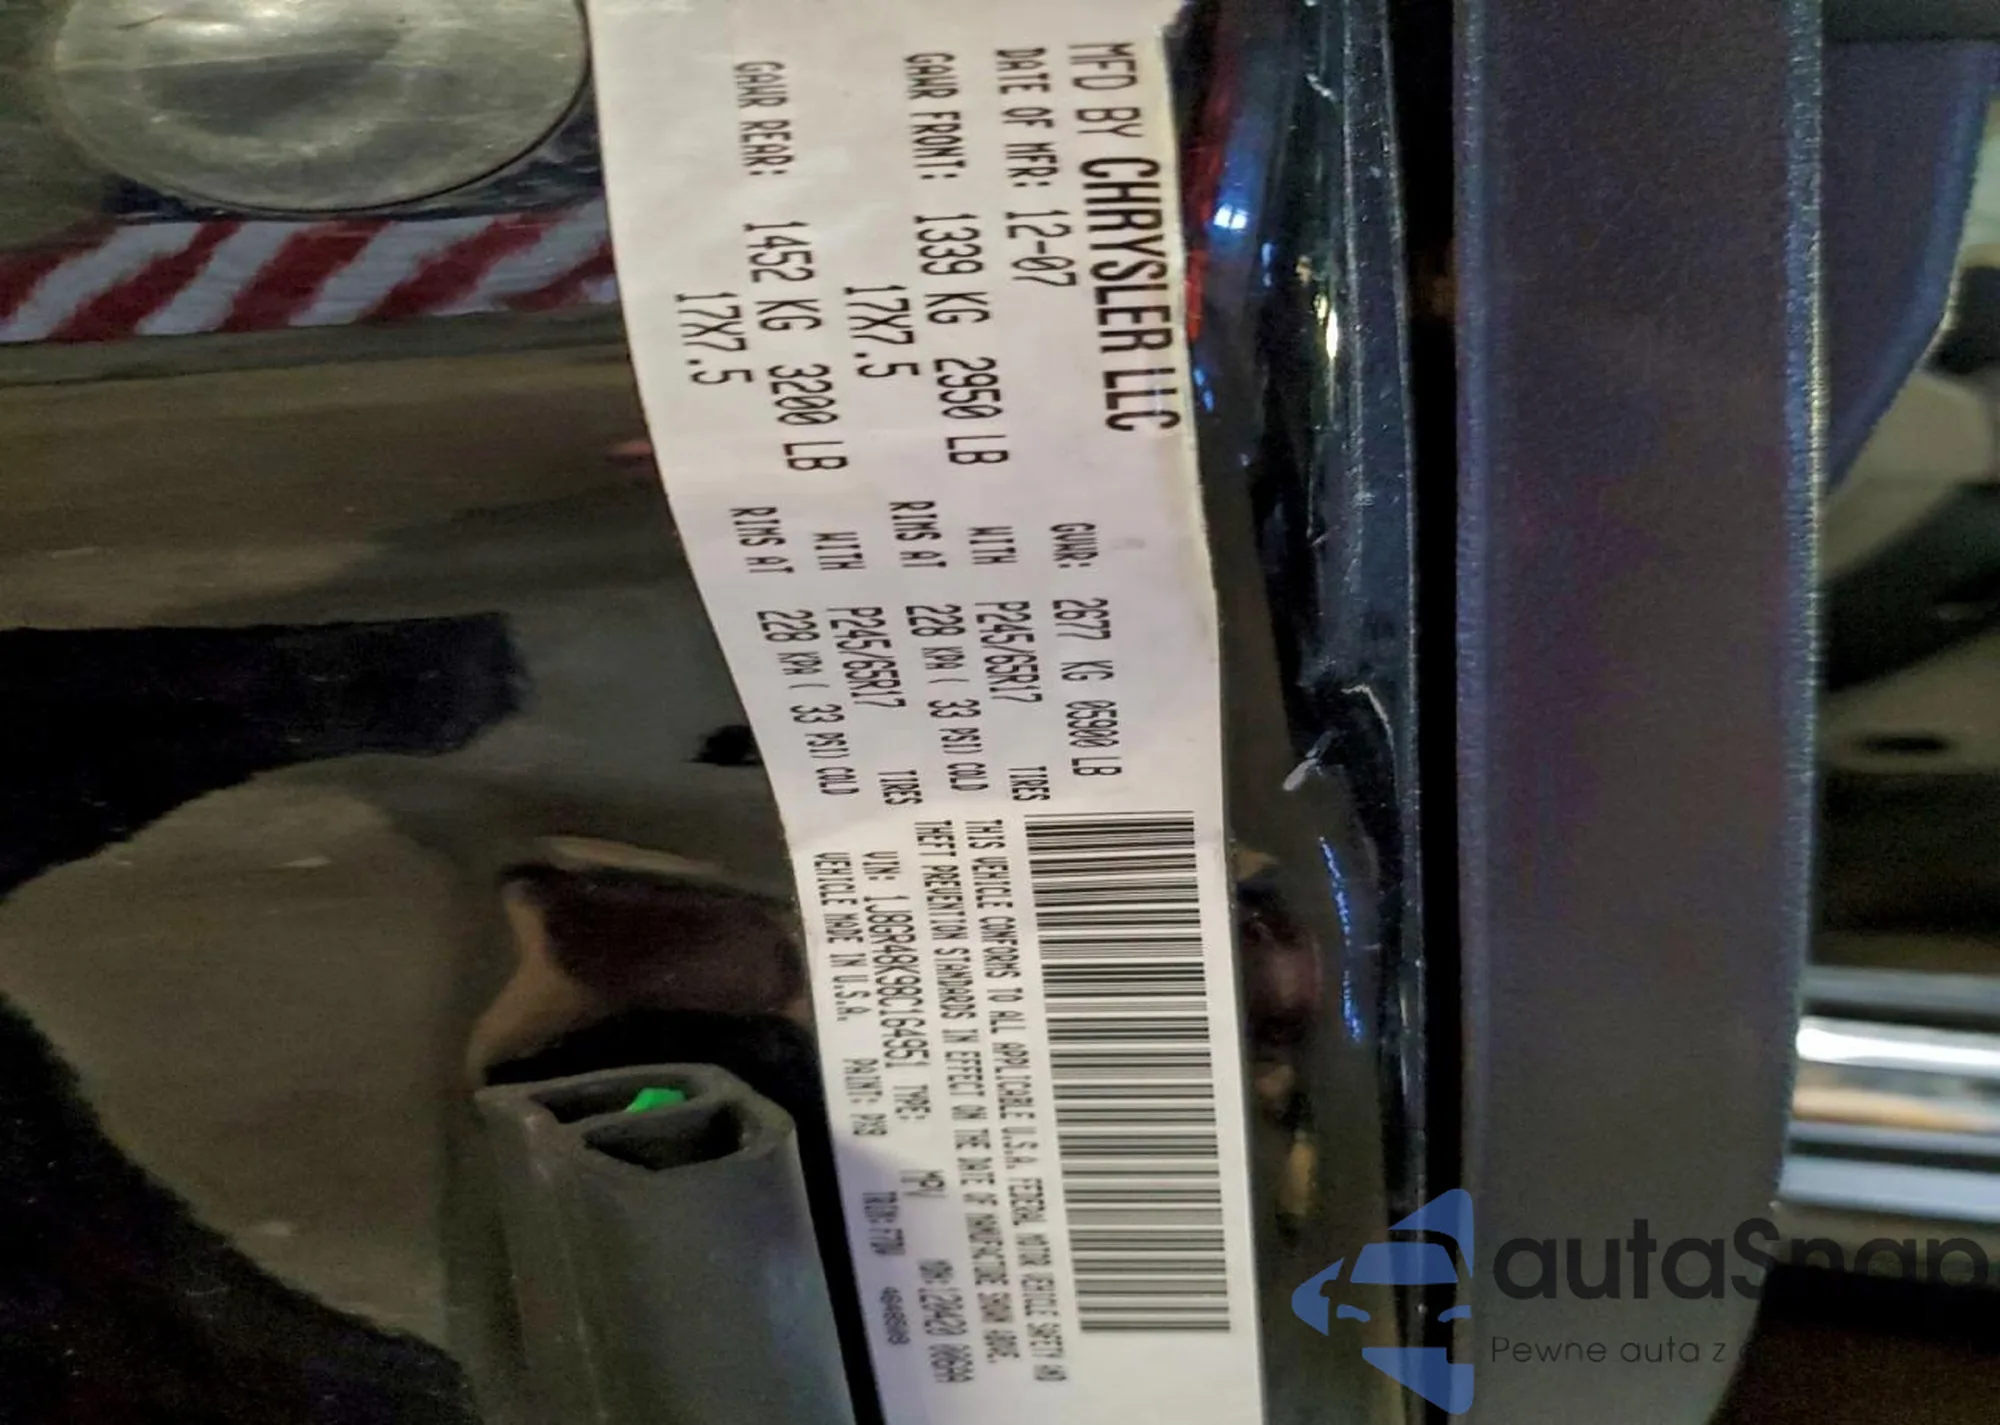 MFD BY CHRYSLER LLC
DATE OF MFR: 12-07 GVWR: 2677 KG 05900 LB
GAWR FRONT: 1339 KG 2950 LB WITH P245/65R17 TIRES
17X7.5 RIMS AT 228 KPA ( 33 PSI) COLD
GAWR REAR: 1452 KG 3200 LB WITH P245/65R17 TIRES
17X7.5 RIMS AT 228 KPA ( 33 PSI) COLD
THIS VEHICLE CONFORMS TO ALL APPLICABLE U.S.A. FEDERAL MOTOR VEHICLE SAFETY AND
THEFT PREVENTION STANDARDS IN EFFECT ON THE DATE OF MANUFACTURE SHOWN ABOVE.
VIN: 1J8GR48K98C164951 TYPE: MPV
VEHICLE MADE IN U.S.A. PAINT: PXB
autaSnap
Pewne auta z